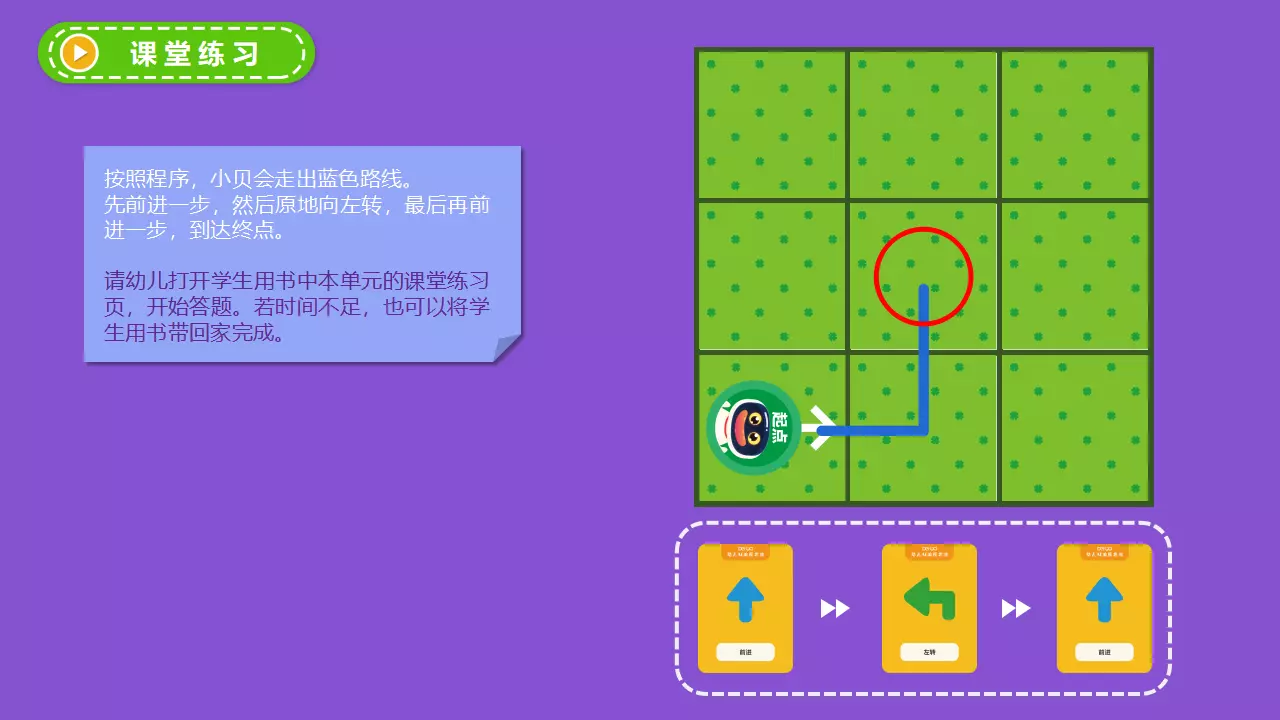 课堂练习
按照程序，小贝会走出蓝色路线。
先前进一步，然后原地向左转，最后再前
进一步，到达终点。
请幼儿打开学生用书中本单元的课堂练习
页，开始答题。若时间不足，也可以将学
生用书带回家完成。
起点
前进
左转
前进